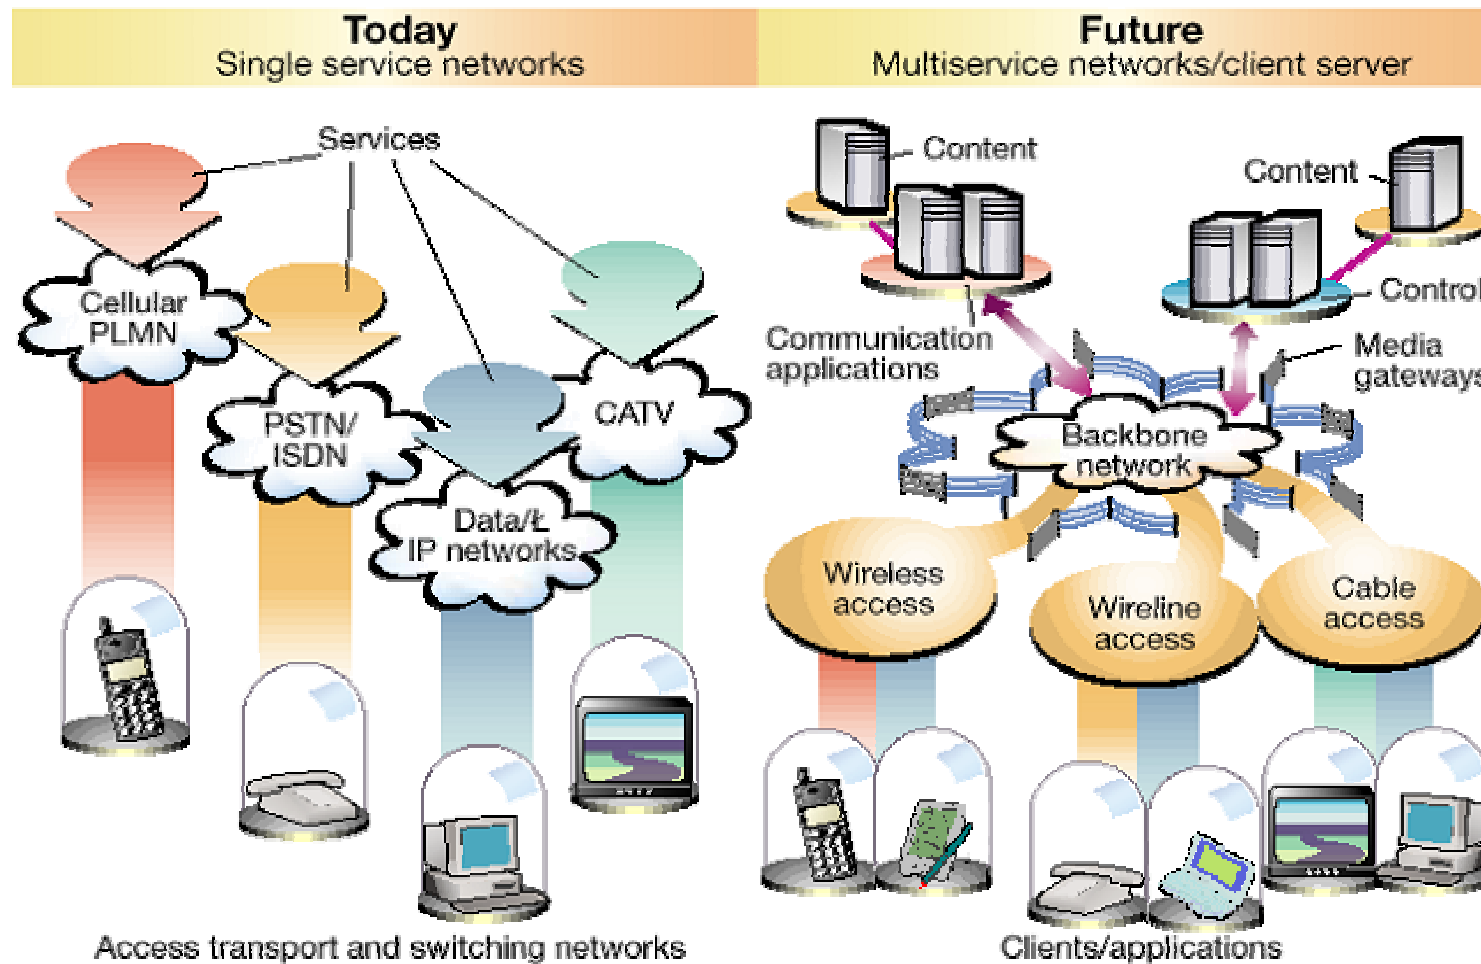 Today
Single service networks
Future
Multiservice networks/client server
Services
Cellular
PLMN
PSTN/
ISDN
Data/Ł
IP networks
CATV
Access transport and switching networks
Content
Content
Control
Communication
applications
Media
gateways
Backbone
network
Wireless
access
Wireline
access
Cable
access
Clients/applications